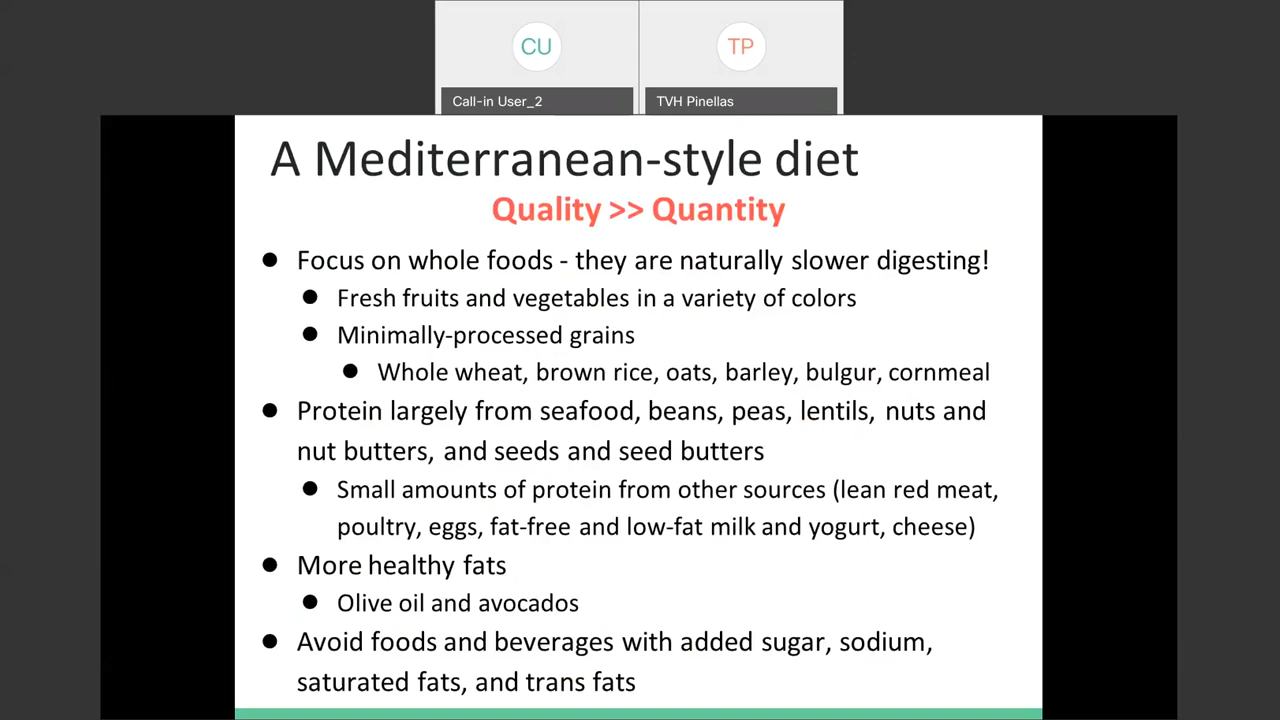 CU
TP
Call-in User_2
TVH Pinellas
A Mediterranean-style diet
Quality >> Quantity
● Focus on whole foods - they are naturally slower digesting!
● Fresh fruits and vegetables in a variety of colors
● Minimally-processed grains
● Whole wheat, brown rice, oats, barley, bulgur, cornmeal
● Protein largely from seafood, beans, peas, lentils, nuts and
nut butters, and seeds and seed butters
● Small amounts of protein from other sources (lean red meat,
poultry, eggs, fat-free and low-fat milk and yogurt, cheese)
● More healthy fats
● Olive oil and avocados
● Avoid foods and beverages with added sugar, sodium,
saturated fats, and trans fats